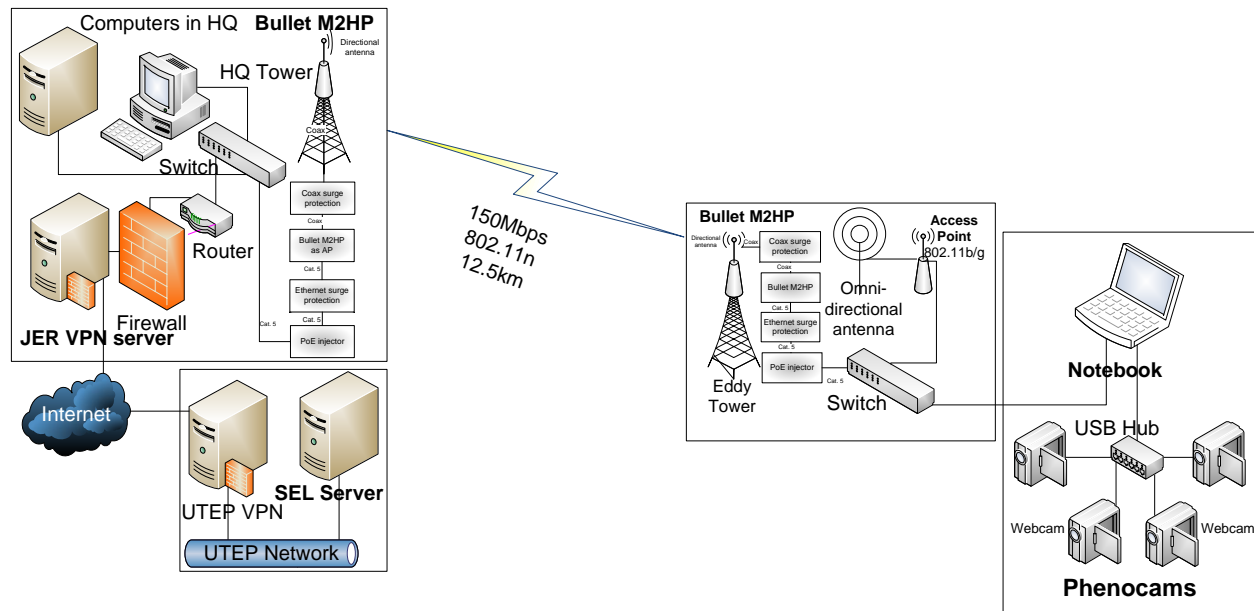 Computers in HQ
Bullet M2HP
Directional
antenna
HQ Tower
Coax
Switch
Coax surge
protection
Coax
Bullet M2HP
as AP
Cat. 5
Ethernet surge
protection
Cat. 5
PoE injector
Cat. 5
Router
Firewall
JER VPN server
Internet
UTEP VPN
SEL Server
UTEP Network
150Mbps
802.11n
12.5km
Bullet M2HP
Directional
antenna
Coax
Coax surge
protection
Coax
Bullet M2HP
Cat. 5
Ethernet surge
protection
Cat. 5
PoE injector
Cat. 5
Eddy
Tower
Omni-
directional
antenna
Access
Point
802.11b/g
Switch
Notebook
USB Hub
Webcam
Webcam
Phenocams